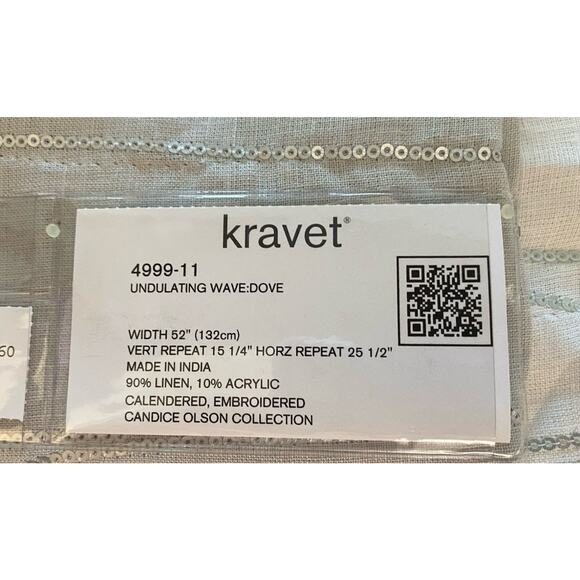 kravet®
4999-11
UNDULATING WAVE:DOVE
WIDTH 52" (132cm)
VERT REPEAT 15 1/4" HORZ REPEAT 25 1/2"
MADE IN INDIA
90% LINEN, 10% ACRYLIC
CALENDERED, EMBROIDERED
CANDICE OLSON COLLECTION
60